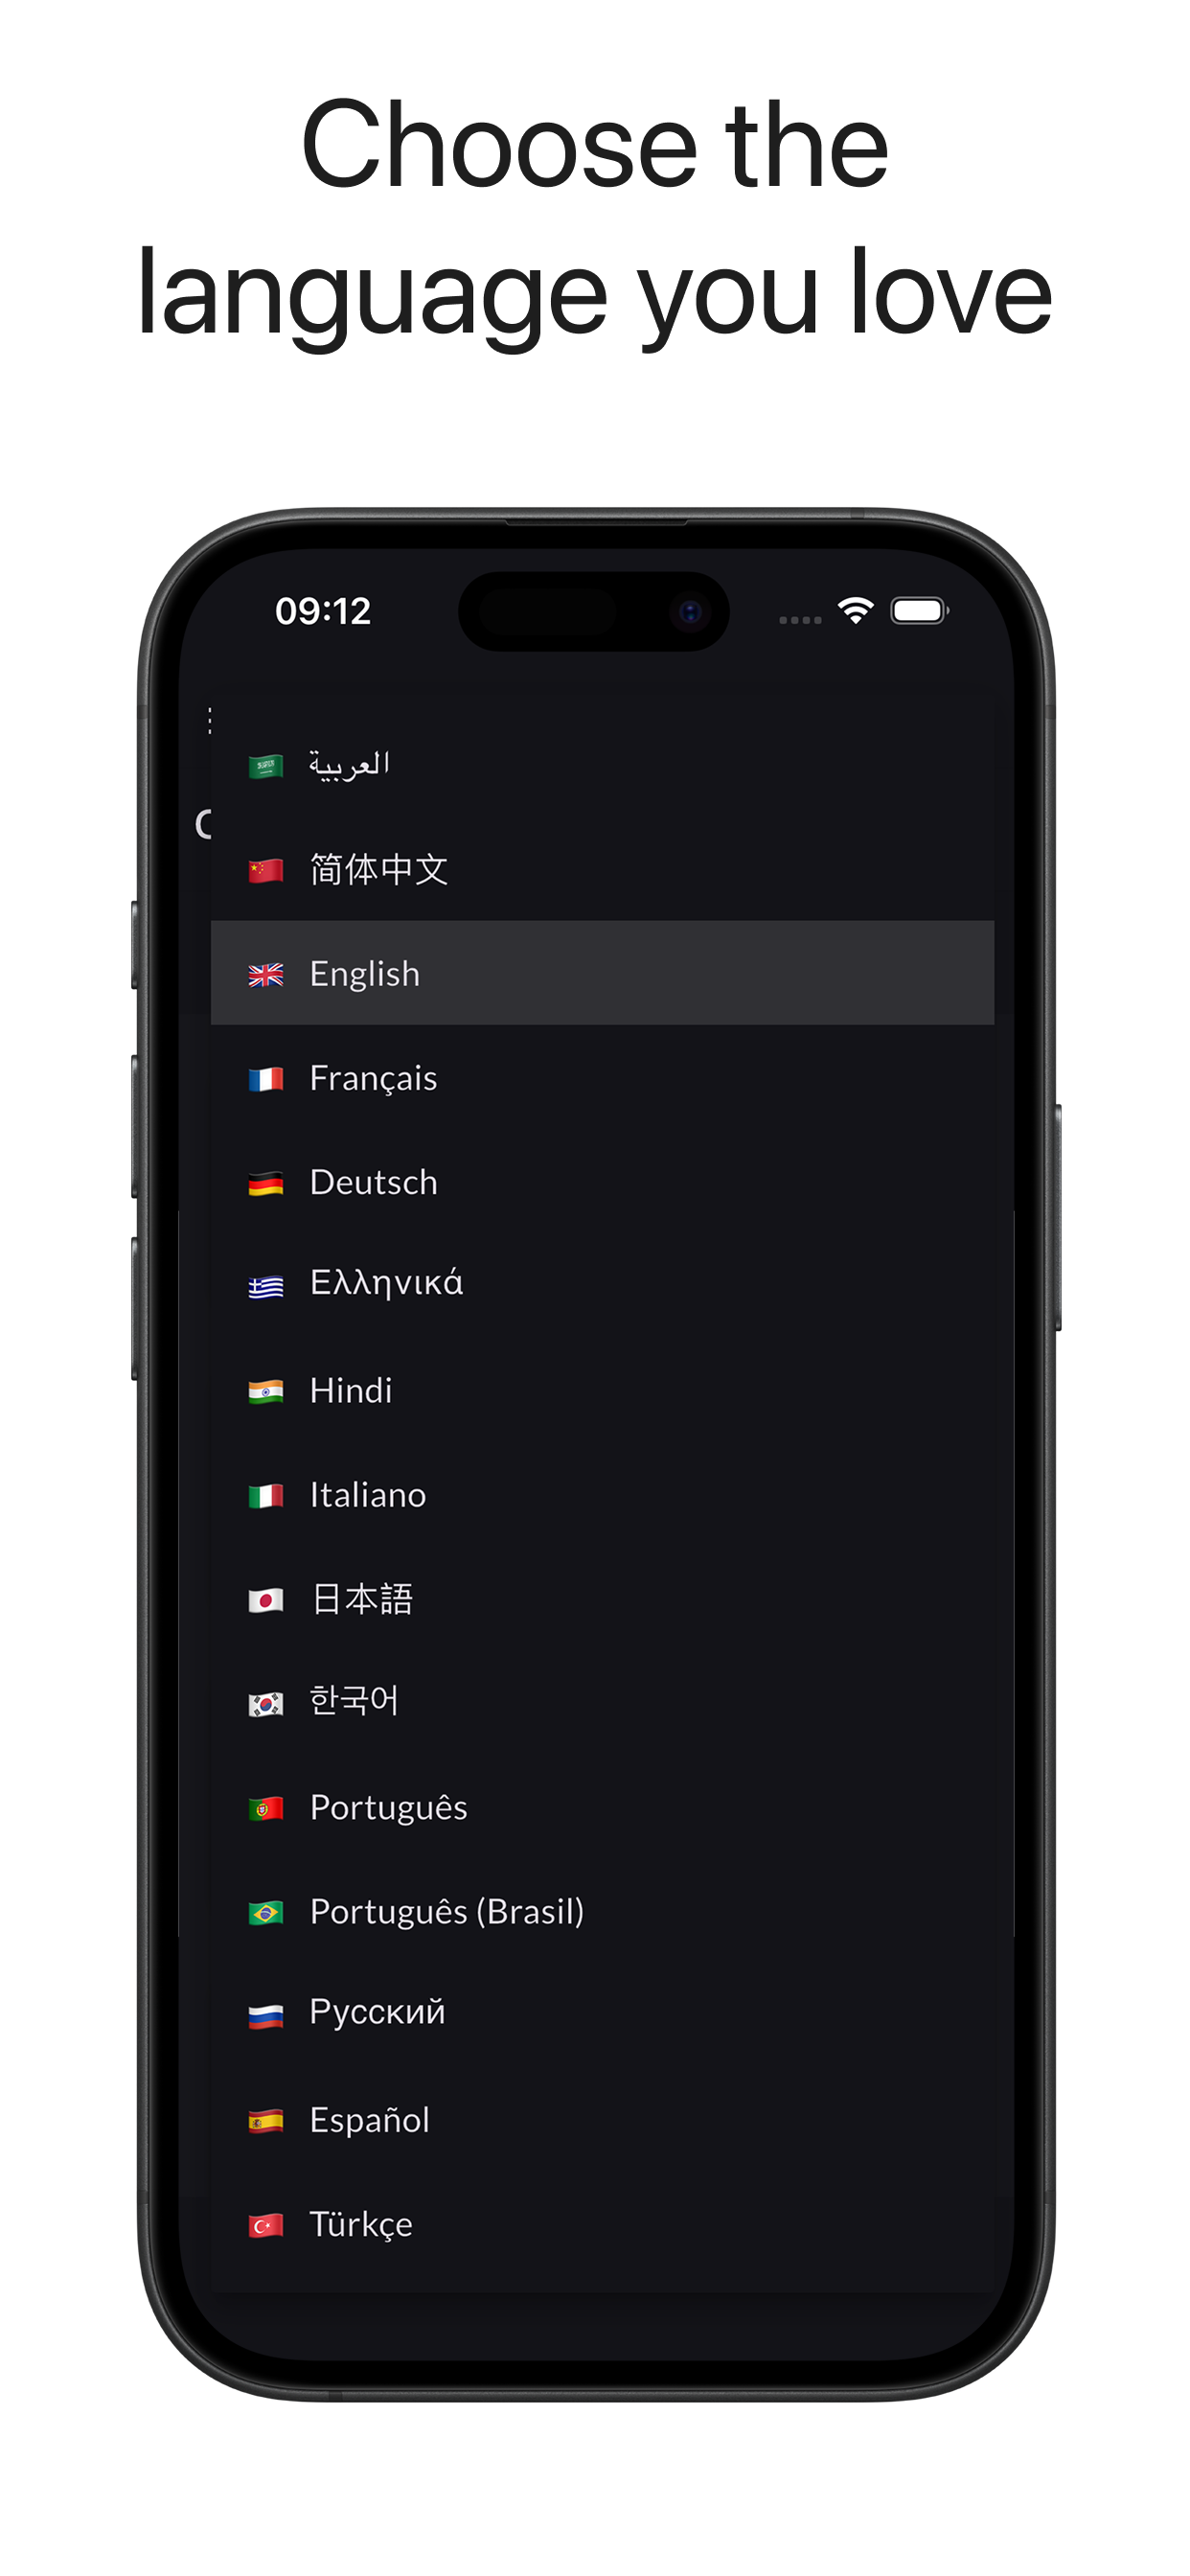 Choose the
language you love
09:12
العربية
简体中文
English
Français
Deutsch
Ελληνικά
Hindi
Italiano
日本語
한국어
Português
Português (Brasil)
Русский
Español
Türkçe